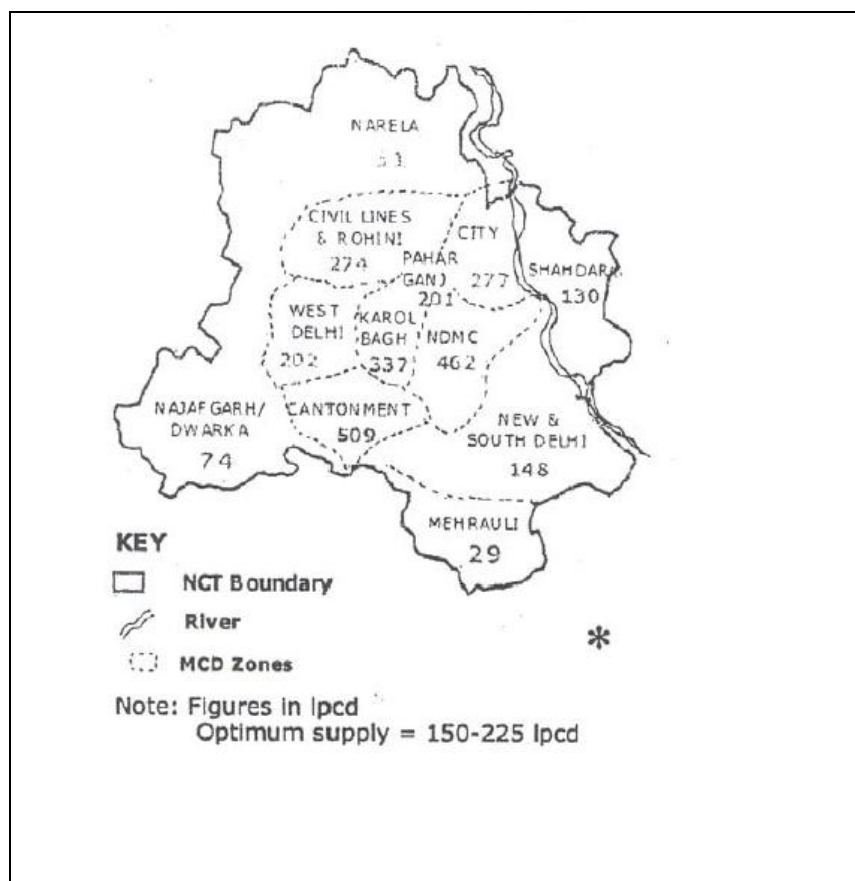 NARELA
CIVIL LINES
& ROHINI
274
CITY
277
PAHAR
GANJ
201
SHAHDARA
130
WEST
DELHI
202
KAROL
BAGH
337
NDMC
462
NAJAFGARH/
DWARKA
74
CANTONMENT
509
NEW &
SOUTH DELHI
148
MEHRAULI
29
KEY
NCT Boundary
River
*
MCD Zones
Note: Figures in lpcd
Optimum supply = 150-225 lpcd